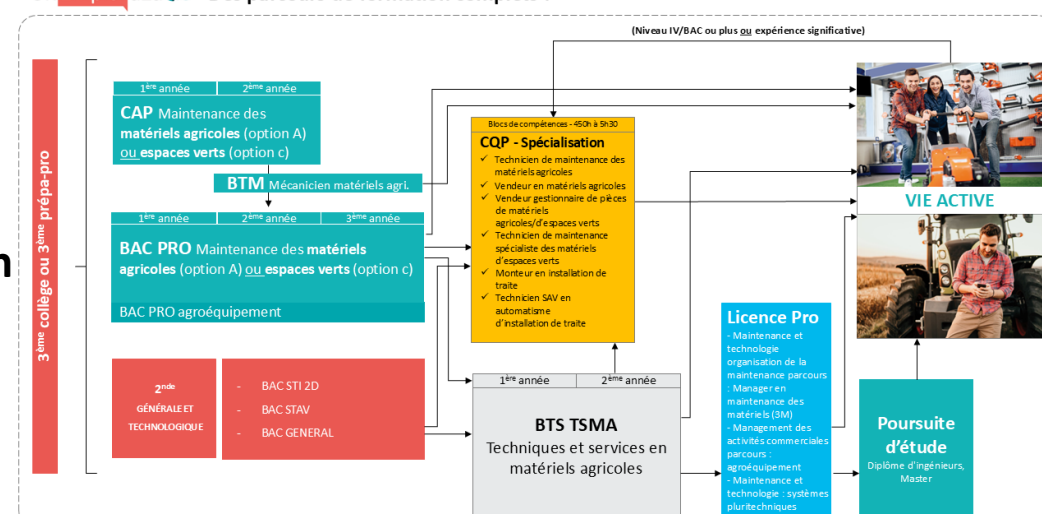 Des parcours de formation complets !
(Niveau IV/BAC ou plus ou expérience significative)
3ème collège ou 3ème prépa-pro
1ère année 2ème année
CAP Maintenance des
matériels agricoles (option A)
ou espaces verts (option c)
BTM Mécanicien matériels agri.
1ère année 2ème année 3ème année
BAC PRO Maintenance des matériels
agricoles (option A) ou espaces verts (option c)
BAC PRO agroéquipement
2nde
GÉNÉRALE ET
TECHNOLOGIQUE
- BAC STI 2D
- BAC STAV
- BAC GENERAL
Blocs de compétences - 450h à 5h30
CQP - Spécialisation
✓ Technicien de maintenance des
matériels agricoles
✓ Vendeur en matériels agricoles
✓ Vendeur gestionnaire de pièces
de matériels
agricoles/d'espaces verts
✓ Technicien de maintenance
spécialiste des matériels
d'espaces verts
✓ Monteur en installation de
traite
✓ Technicien SAV en
automatisme
d'installation de traite
1ère année 2ème année
BTS TSMA
Techniques et services en
matériels agricoles
Licence Pro
- Maintenance et
technologie
organisation de la
maintenance parcours
: Manager en
maintenance des
matériels (3M)
- Management des
activités commerciales
parcours :
agroéquipement
- Maintenance et
technologie : systèmes
pluritechniques
VIE ACTIVE
Poursuite
d'étude
Diplôme d'ingénieurs,
Master
n